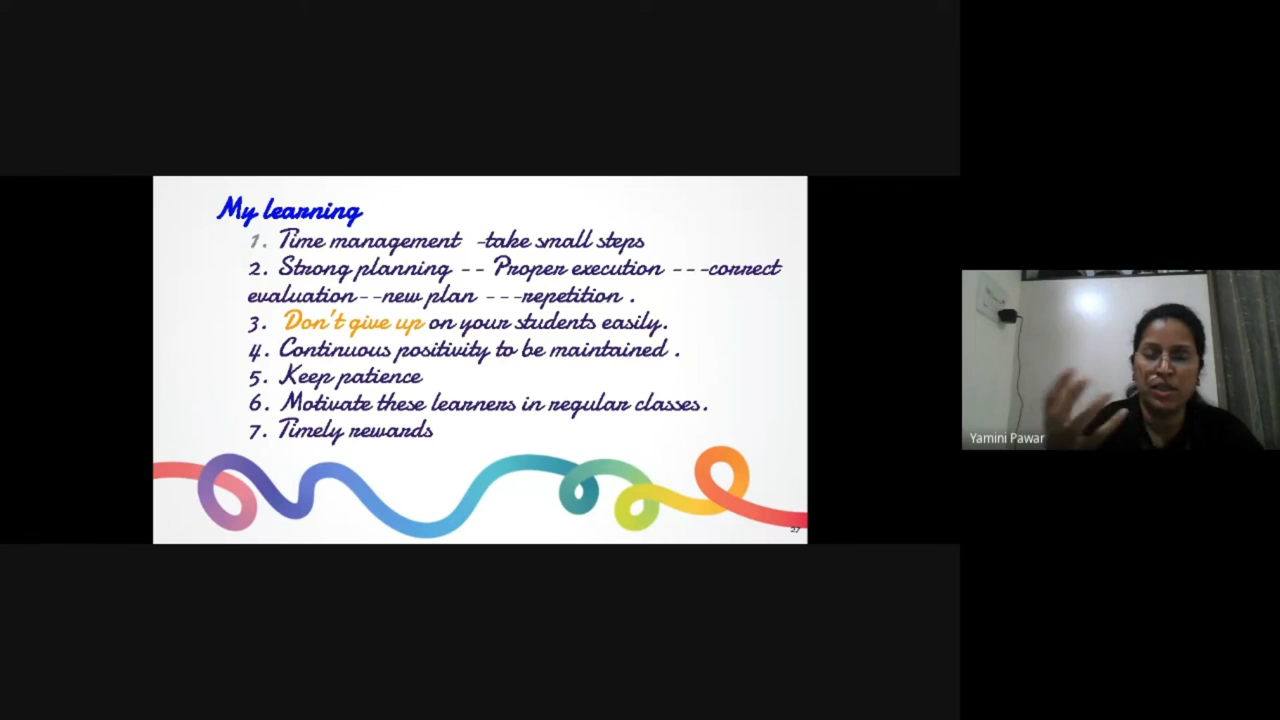 My learning
1. Time management -take small steps
2. Strong planning -- Proper execution ---correct
evaluation--new plan ---repetition .
3. Don't give up on your students easily.
4. Continuous positivity to be maintained .
5. Keep patience
6. Motivate these learners in regular classes.
7. Timely rewards
37
Yamini Pawar